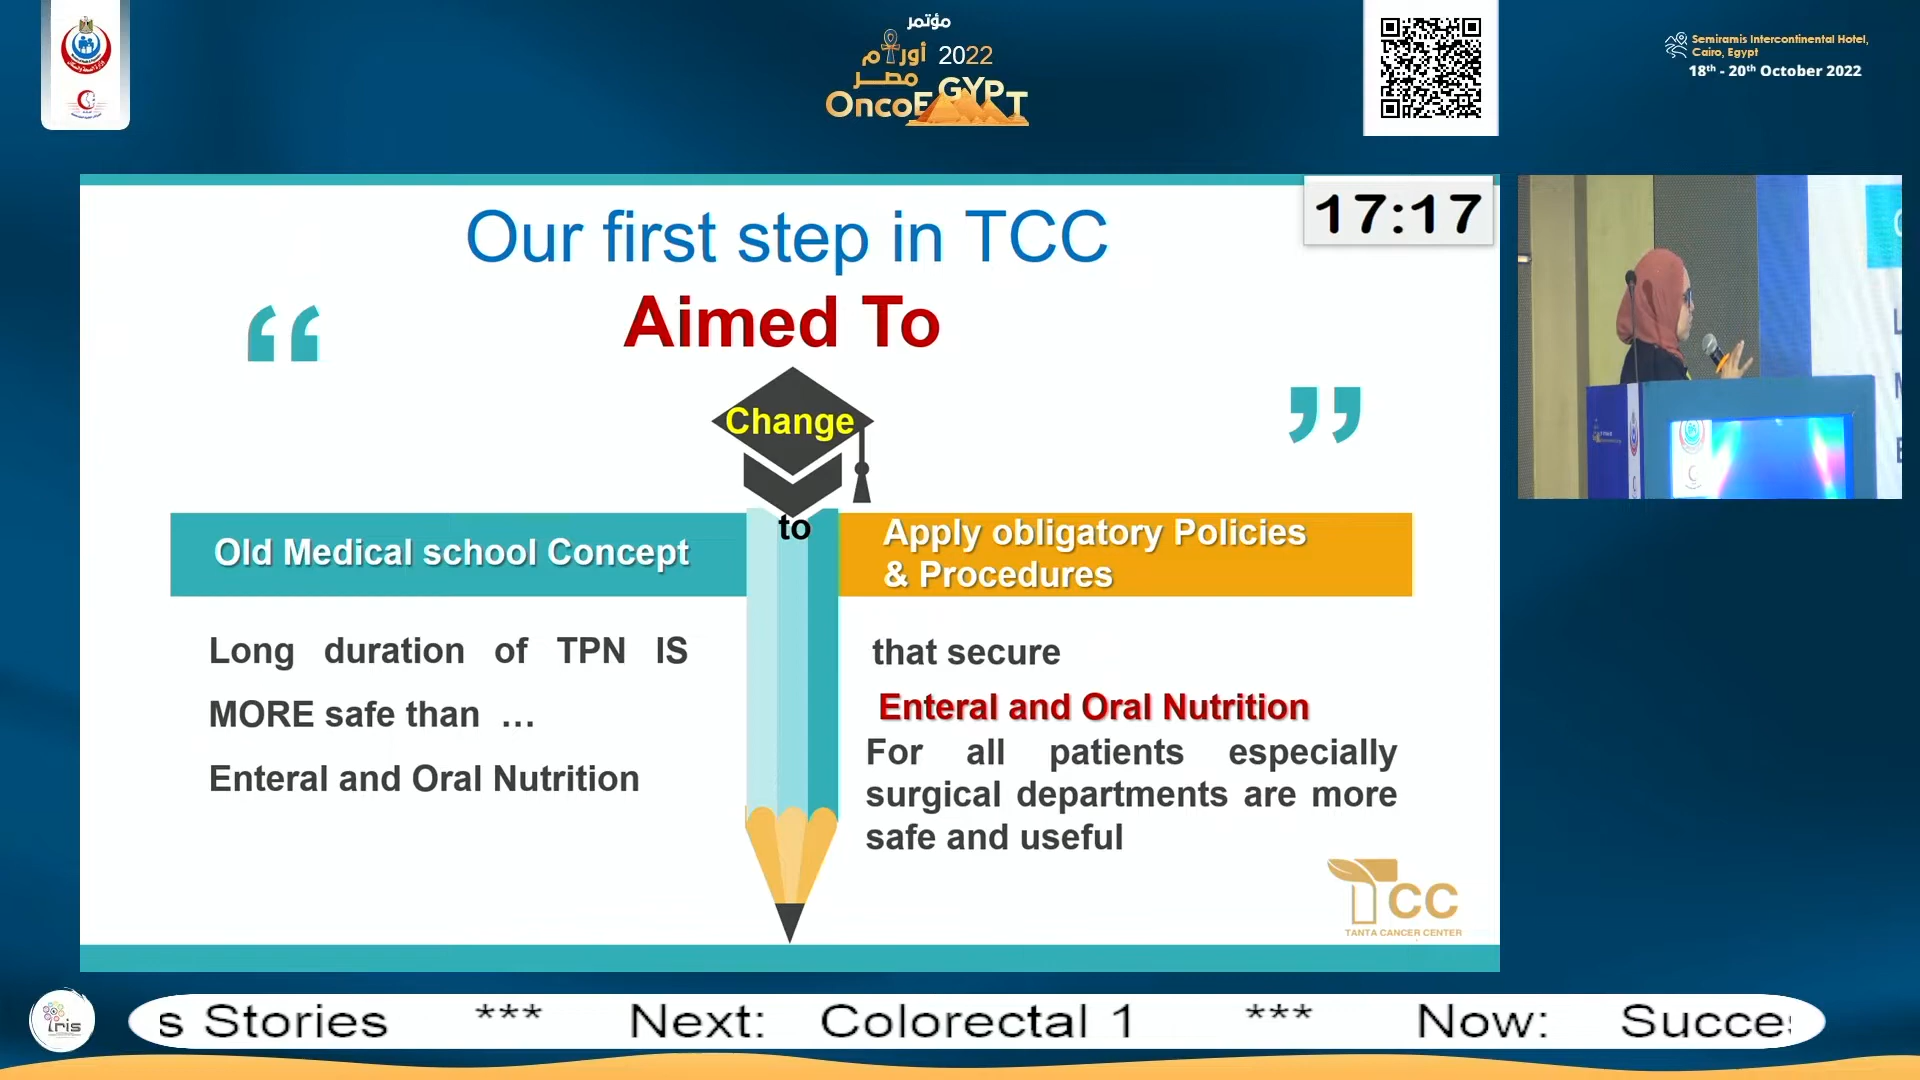 مؤتمر
أورام 2022
مصر
OncoEGYPT
Semiramis Intercontinental Hotel,
Cairo, Egypt
18th - 20th October 2022
17:17
Our first step in TCC
Aimed To
“
”
Change
to
Old Medical school Concept
Long duration of TPN IS
MORE safe than …
Enteral and Oral Nutrition
Apply obligatory Policies
& Procedures
that secure
Enteral and Oral Nutrition
For all patients especially
surgical departments are more
safe and useful
TCC
TANTA CANCER CENTER
iris
s Stories *** Next: Colorectal 1 *** Now: Succes